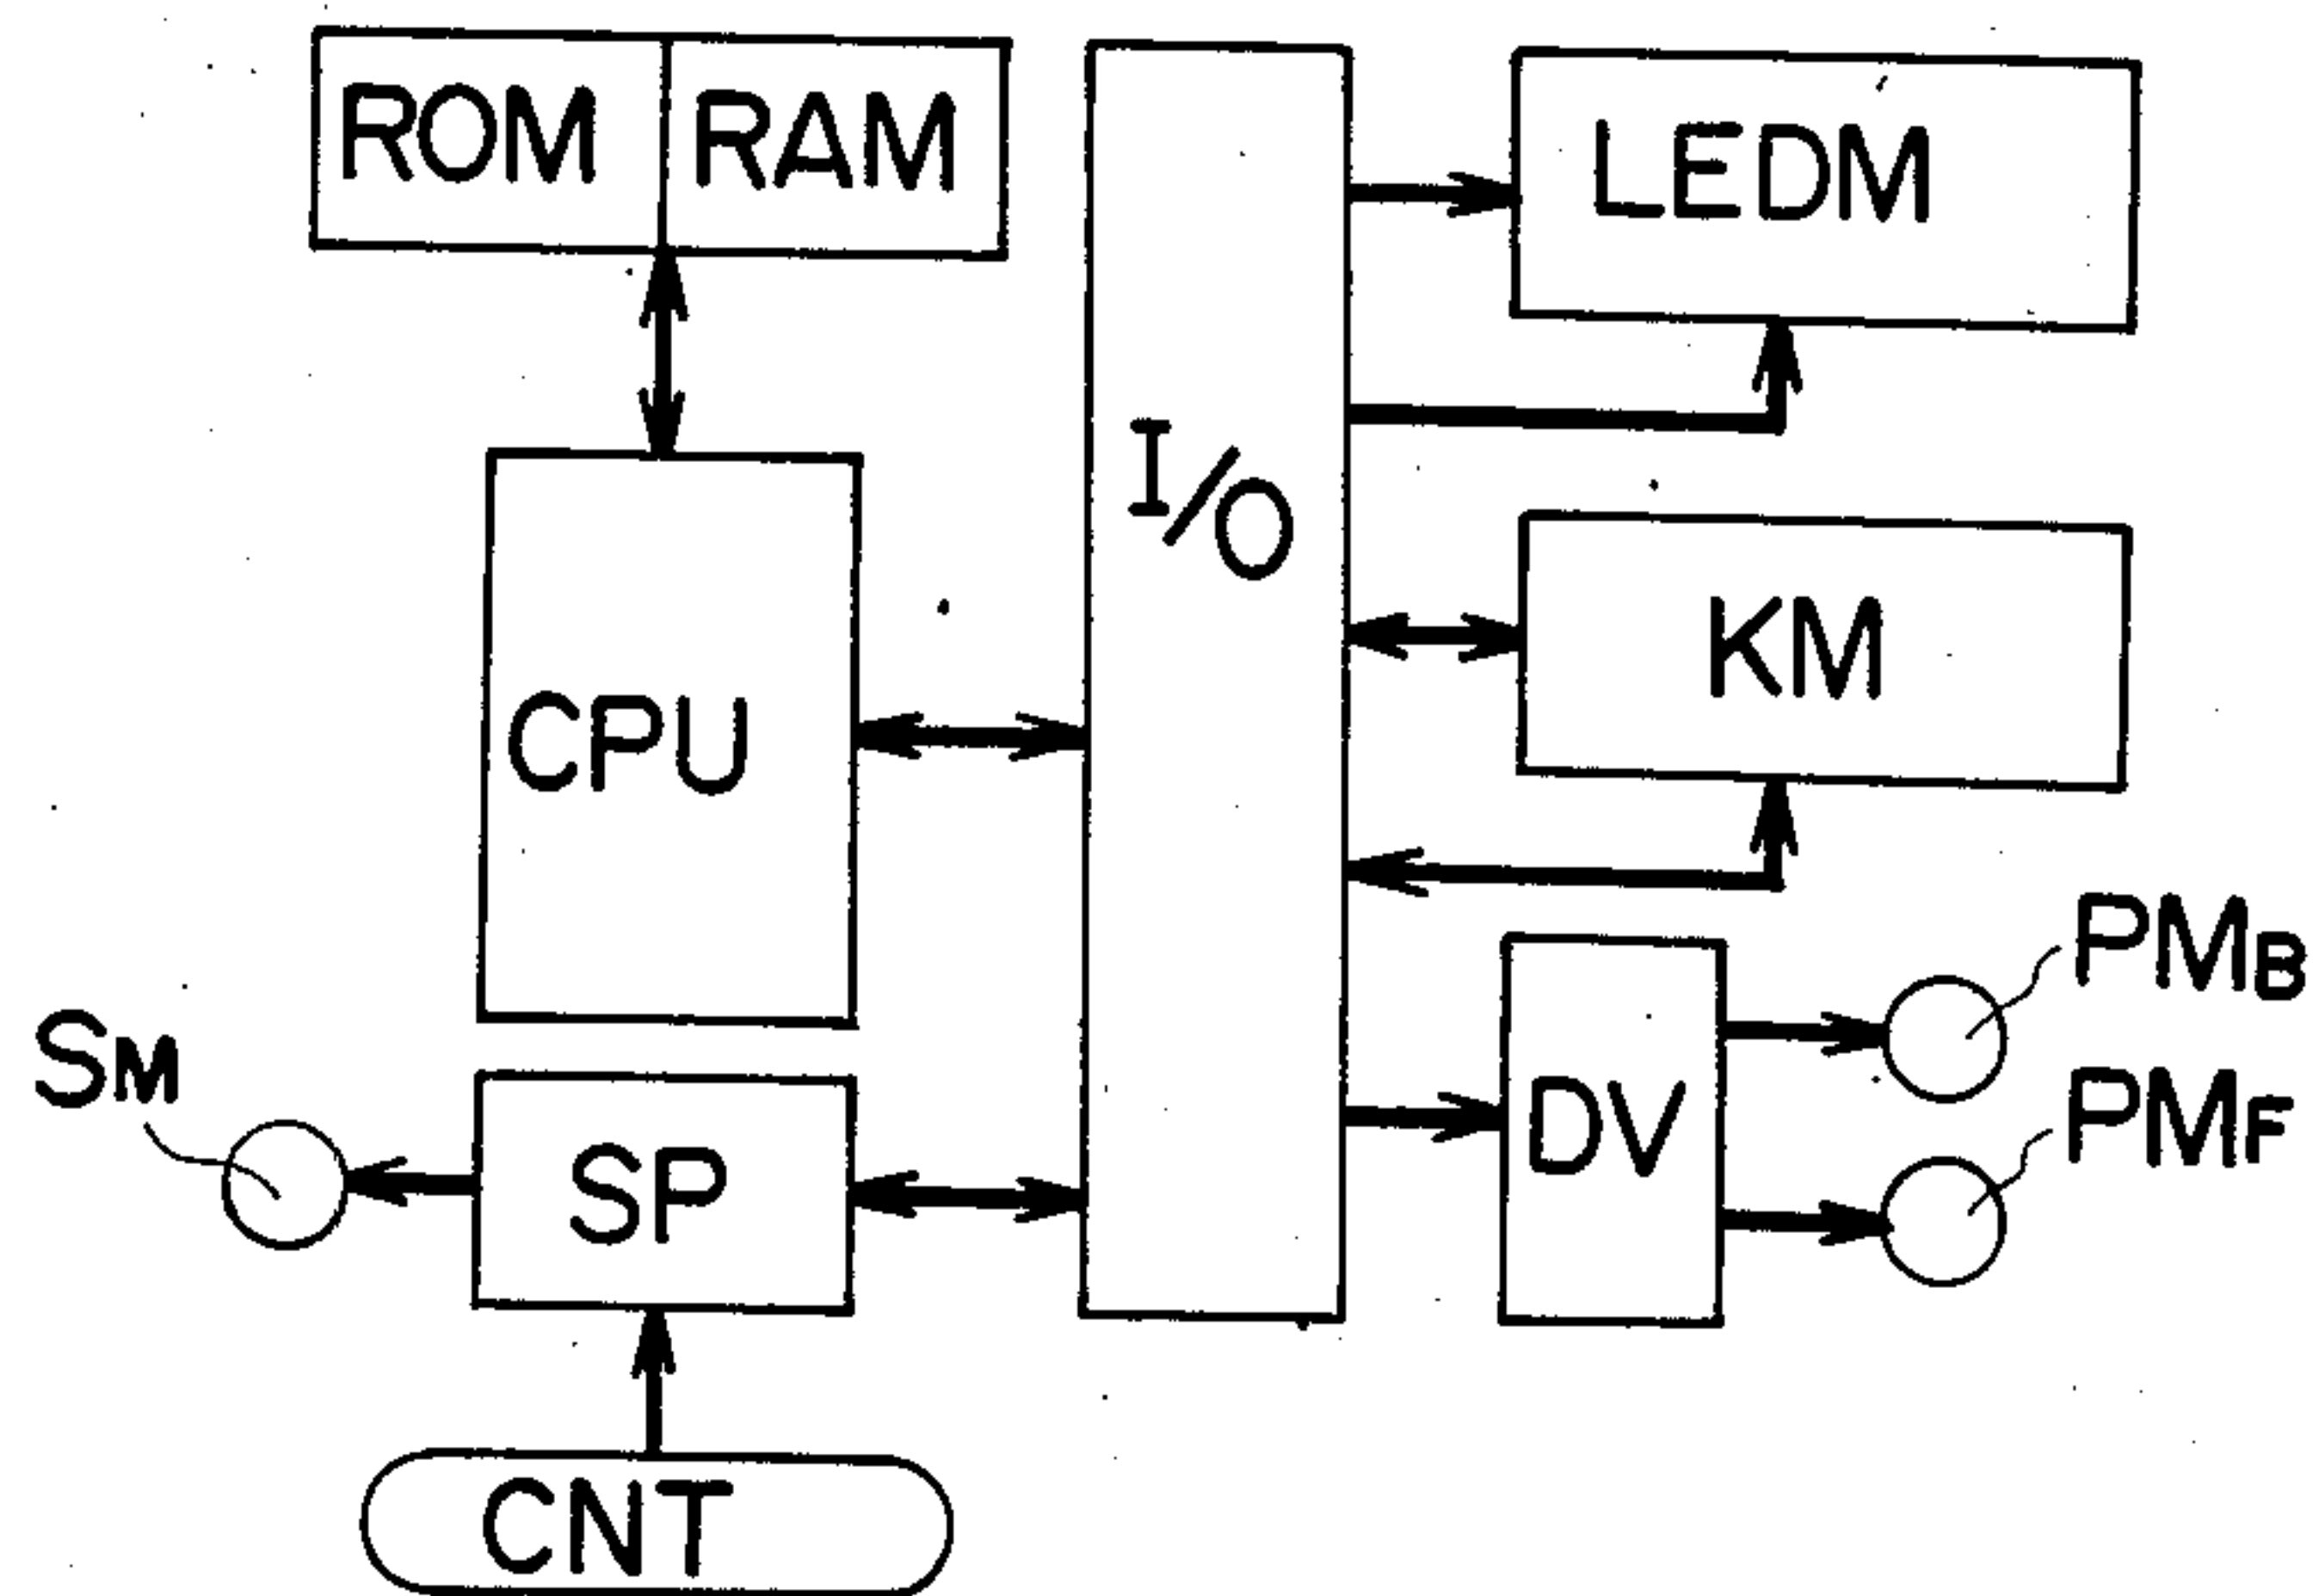 ROM RAM
LEDM
I/O
KM
CPU
PMB
SM
PMF
DV
SP
CNT